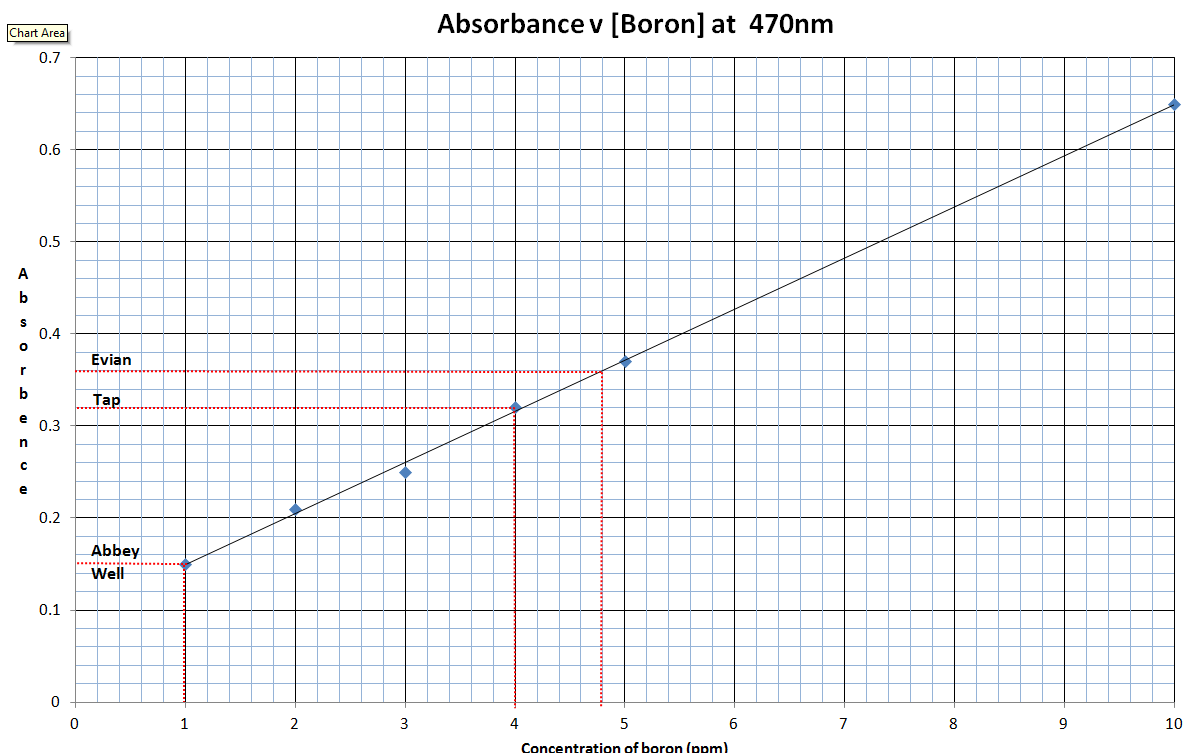 Absorbance v [Boron] at 470nm
Chart Area
0.7
0.6
0.5
0.4
0.3
0.2
0.1
0
Absorbence
Evian
Tap
Abbey
Well
0 1 2 3 4 5 6 7 8 9 10
Concentration of boron (ppm)